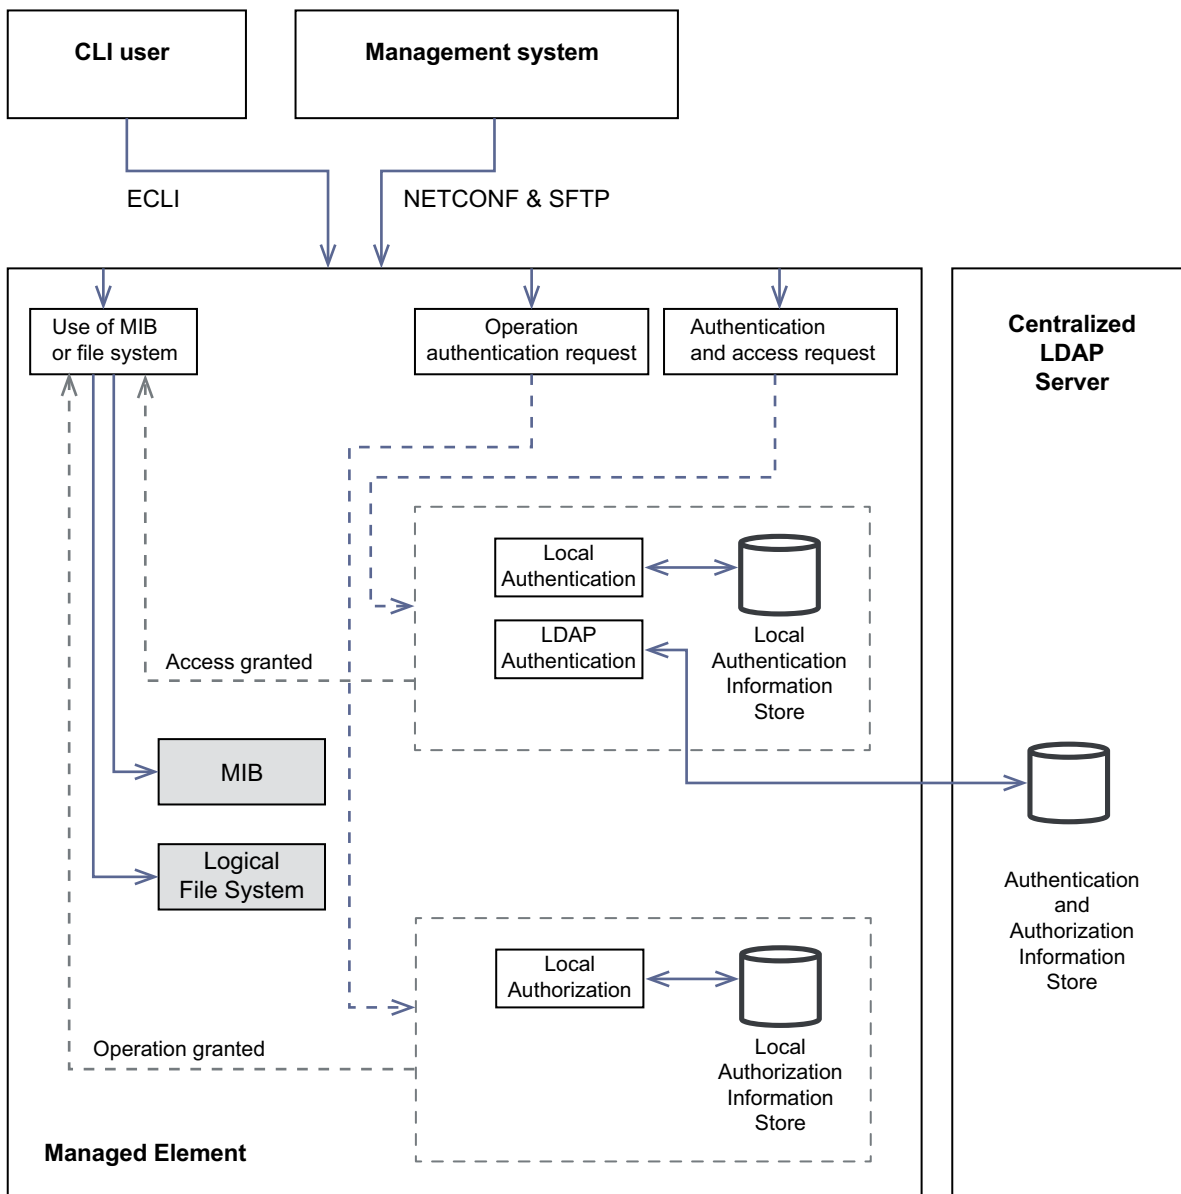 CLI user
Management system
ECLI
NETCONF & SFTP
Use of MIB
or file system
Operation
authentication request
Authentication
and access request
Centralized
LDAP
Server
Local
Authentication
LDAP
Authentication
Local
Authentication
Information
Store
Access granted
MIB
Logical
File System
Authentication
and
Authorization
Information
Store
Local
Authorization
Local
Authorization
Information
Store
Operation granted
Managed Element